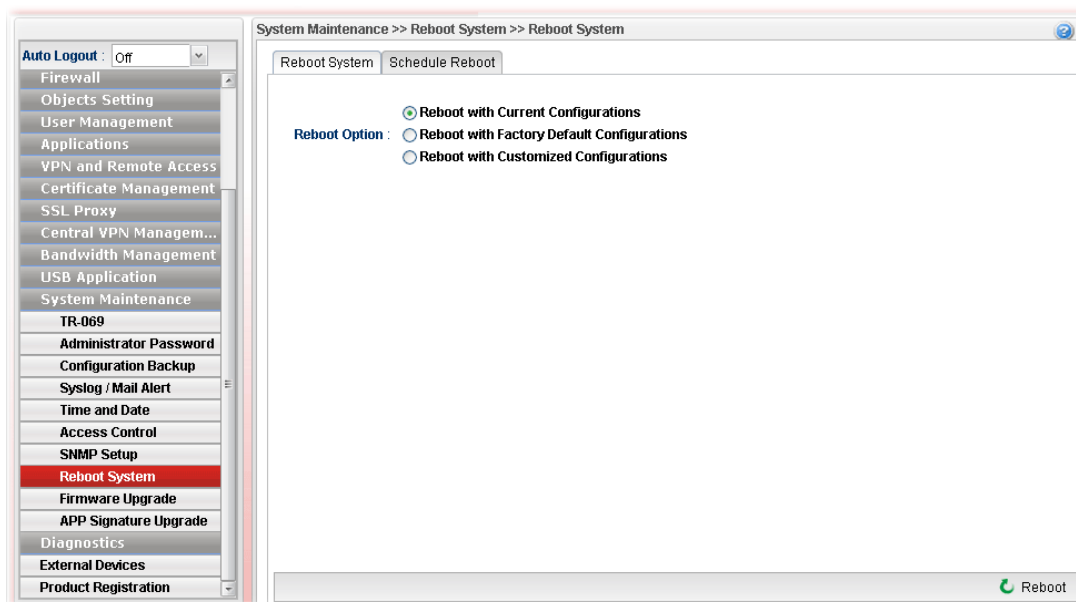 System Maintenance >> Reboot System >> Reboot System
Auto Logout : Off
Firewall
Objects Setting
User Management
Applications
VPN and Remote Access
Certificate Management
SSL Proxy
Central VPN Managem...
Bandwidth Management
USB Application
System Maintenance
TR-069
Administrator Password
Configuration Backup
Syslog / Mail Alert
Time and Date
Access Control
SNMP Setup
Reboot System
Firmware Upgrade
APP Signature Upgrade
Diagnostics
External Devices
Product Registration
Reboot System
Schedule Reboot
Reboot Option :
Reboot with Current Configurations
Reboot with Factory Default Configurations
Reboot with Customized Configurations
Reboot